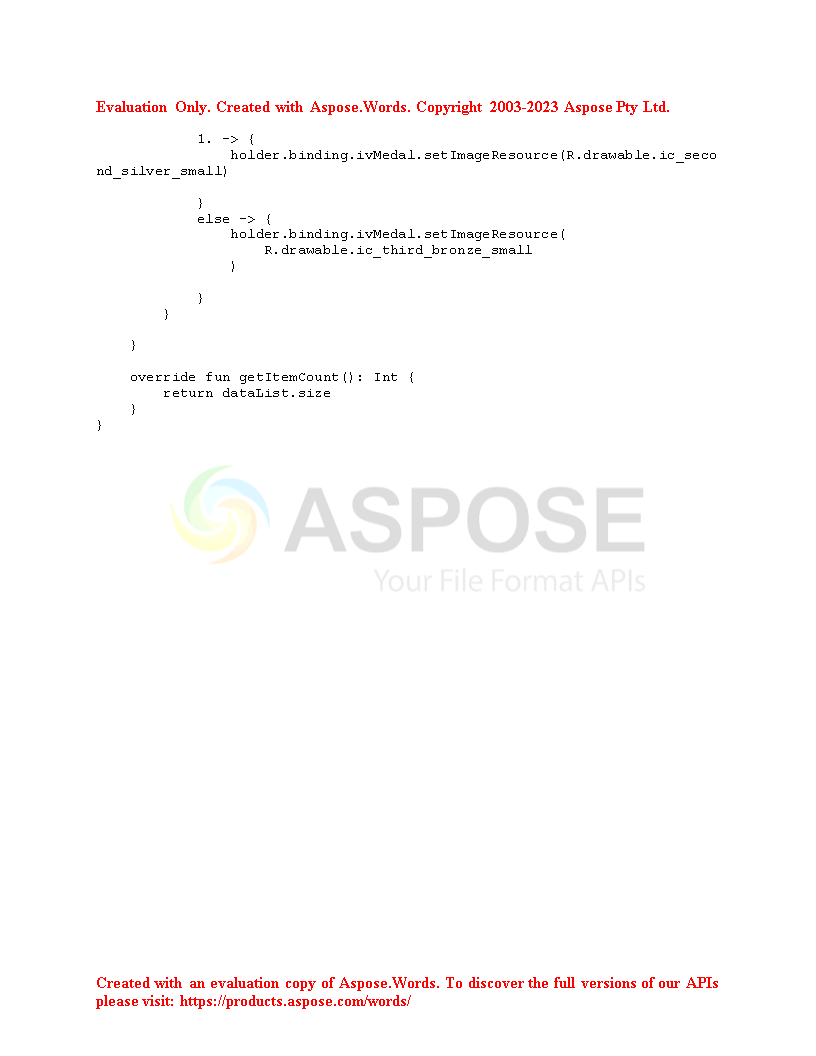 Evaluation Only. Created with Aspose.Words. Copyright 2003-2023 Aspose Pty Ltd.
            1. -> {
                holder.binding.ivMedal.setImageResource(R.drawable.ic_seco
nd_silver_small)
            }
            else -> {
                holder.binding.ivMedal.setImageResource(
                    R.drawable.ic_third_bronze_small
                )
            }
        }
    }
    override fun getItemCount(): Int {
        return dataList.size
    }
}
ASPOSE
Your File Format APIs
Created with an evaluation copy of Aspose.Words. To discover the full versions of our APIs
please visit: https://products.aspose.com/words/